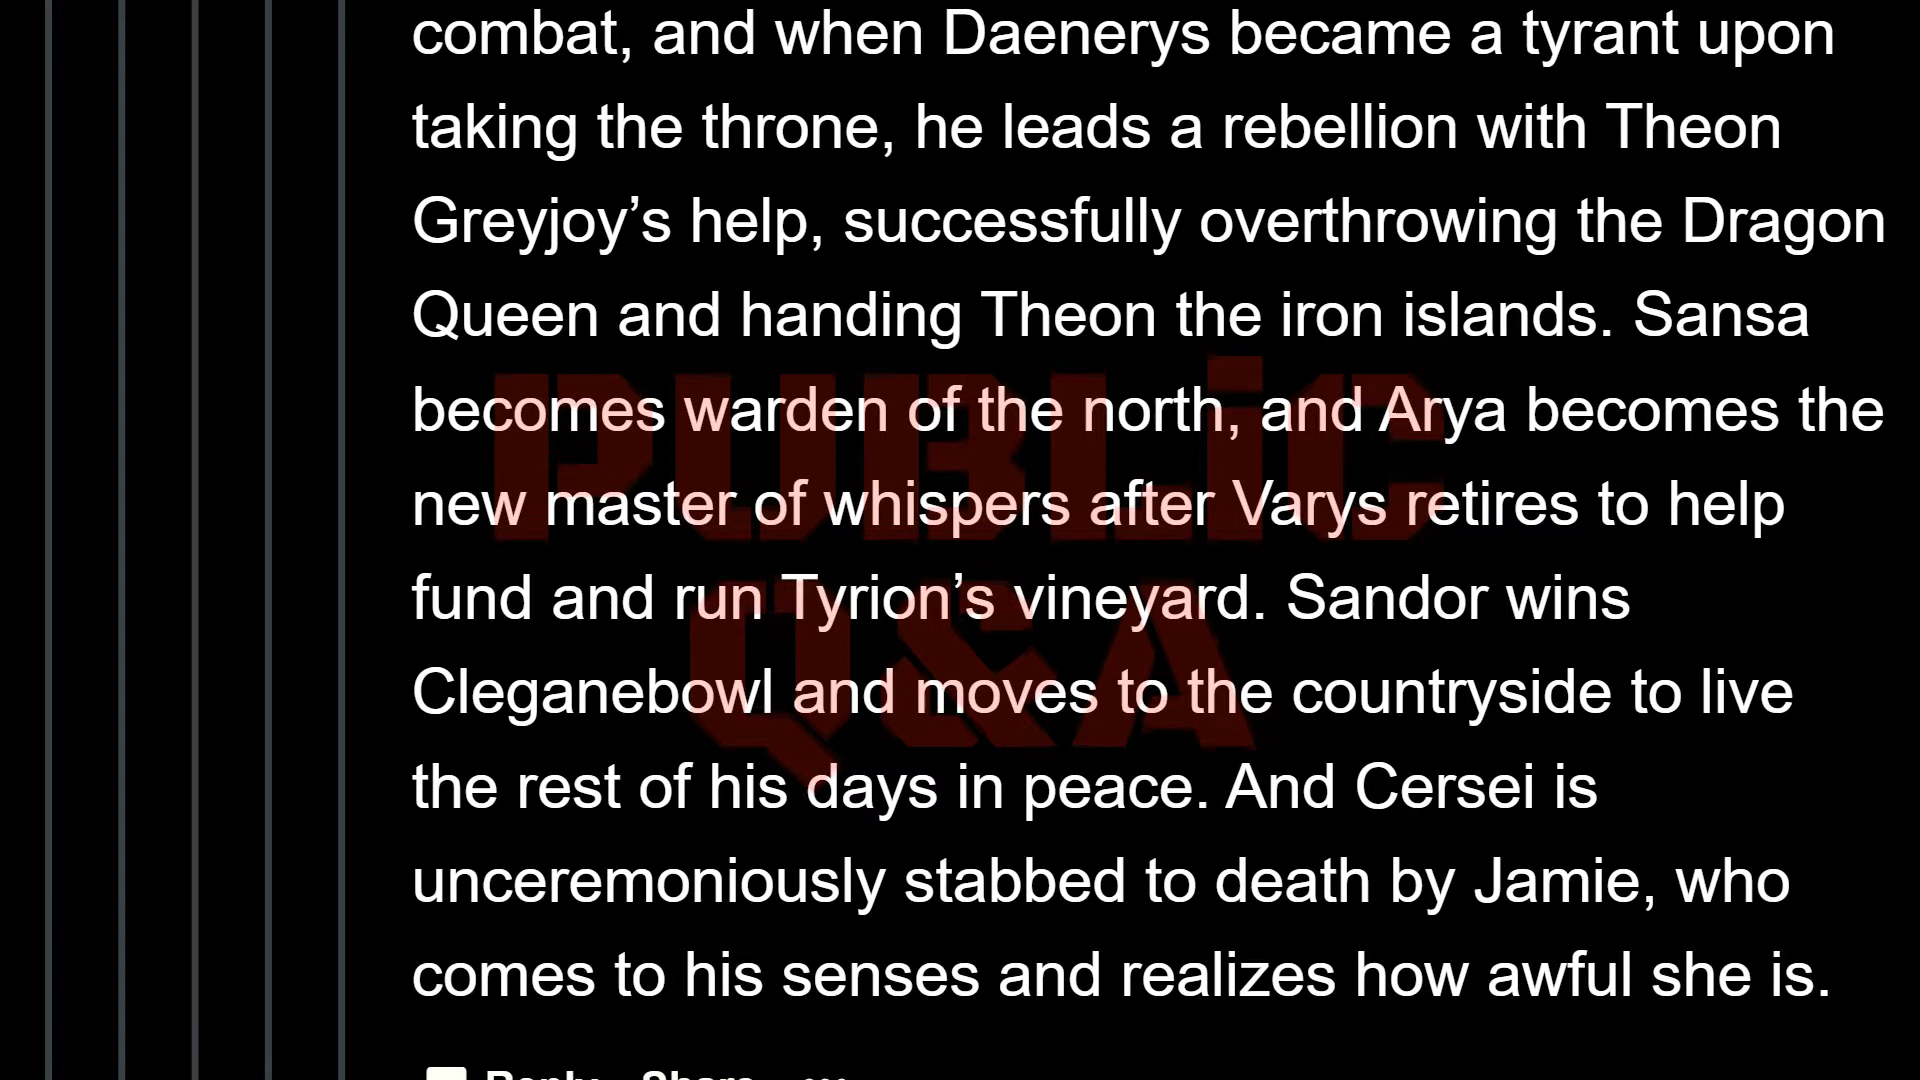 combat, and when Daenerys became a tyrant upon
taking the throne, he leads a rebellion with Theon
Greyjoy’s help, successfully overthrowing the Dragon
Queen and handing Theon the iron islands. Sansa
becomes warden of the north, and Arya becomes the
new master of whispers after Varys retires to help
fund and run Tyrion’s vineyard. Sandor wins
Cleganebowl and moves to the countryside to live
the rest of his days in peace. And Cersei is
unceremoniously stabbed to death by Jamie, who
comes to his senses and realizes how awful she is.
Reply Share ...
PUBLiC
Q&A